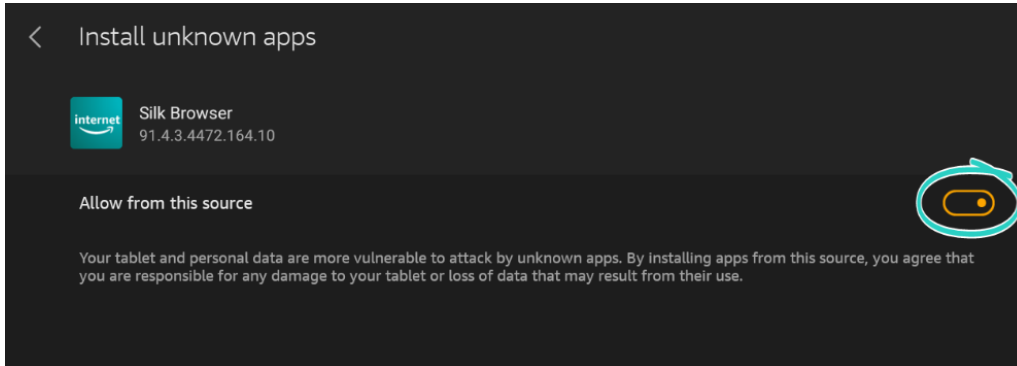 Install unknown apps
internet
Silk Browser
91.4.3.4472.164.10
Allow from this source
Your tablet and personal data are more vulnerable to attack by unknown apps. By installing apps from this source, you agree that
you are responsible for any damage to your tablet or loss of data that may result from their use.